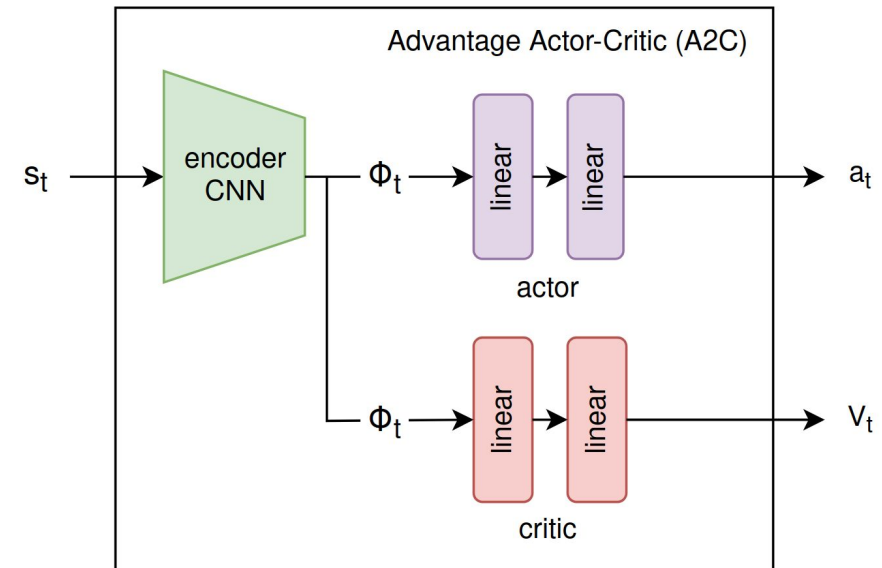 Advantage Actor-Critic (A2C)
encoder
CNN
sₜ
Φₜ
linear
linear
aₜ
actor
Φₜ
linear
linear
Vₜ
critic